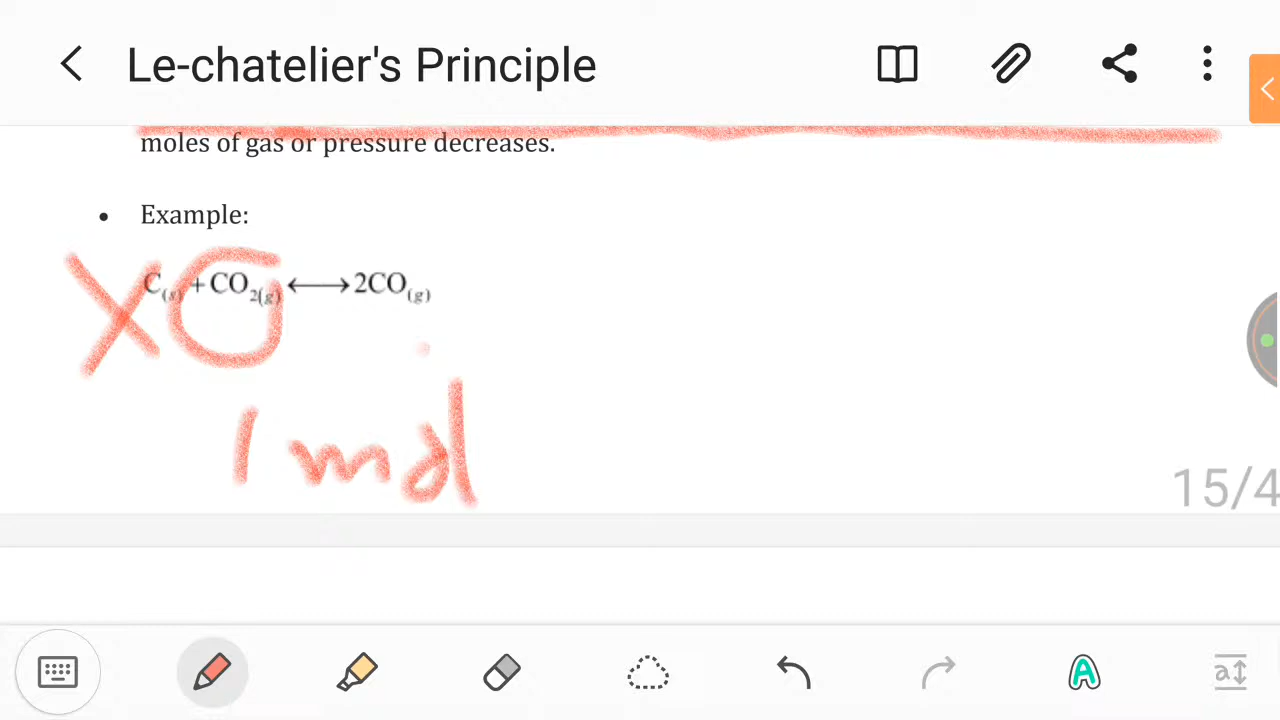 Le-chatelier's Principle
moles of gas or pressure decreases.
• Example:
X C(s) + CO2(g) ⟷ 2CO(g)
1 mol
15/4
A
a